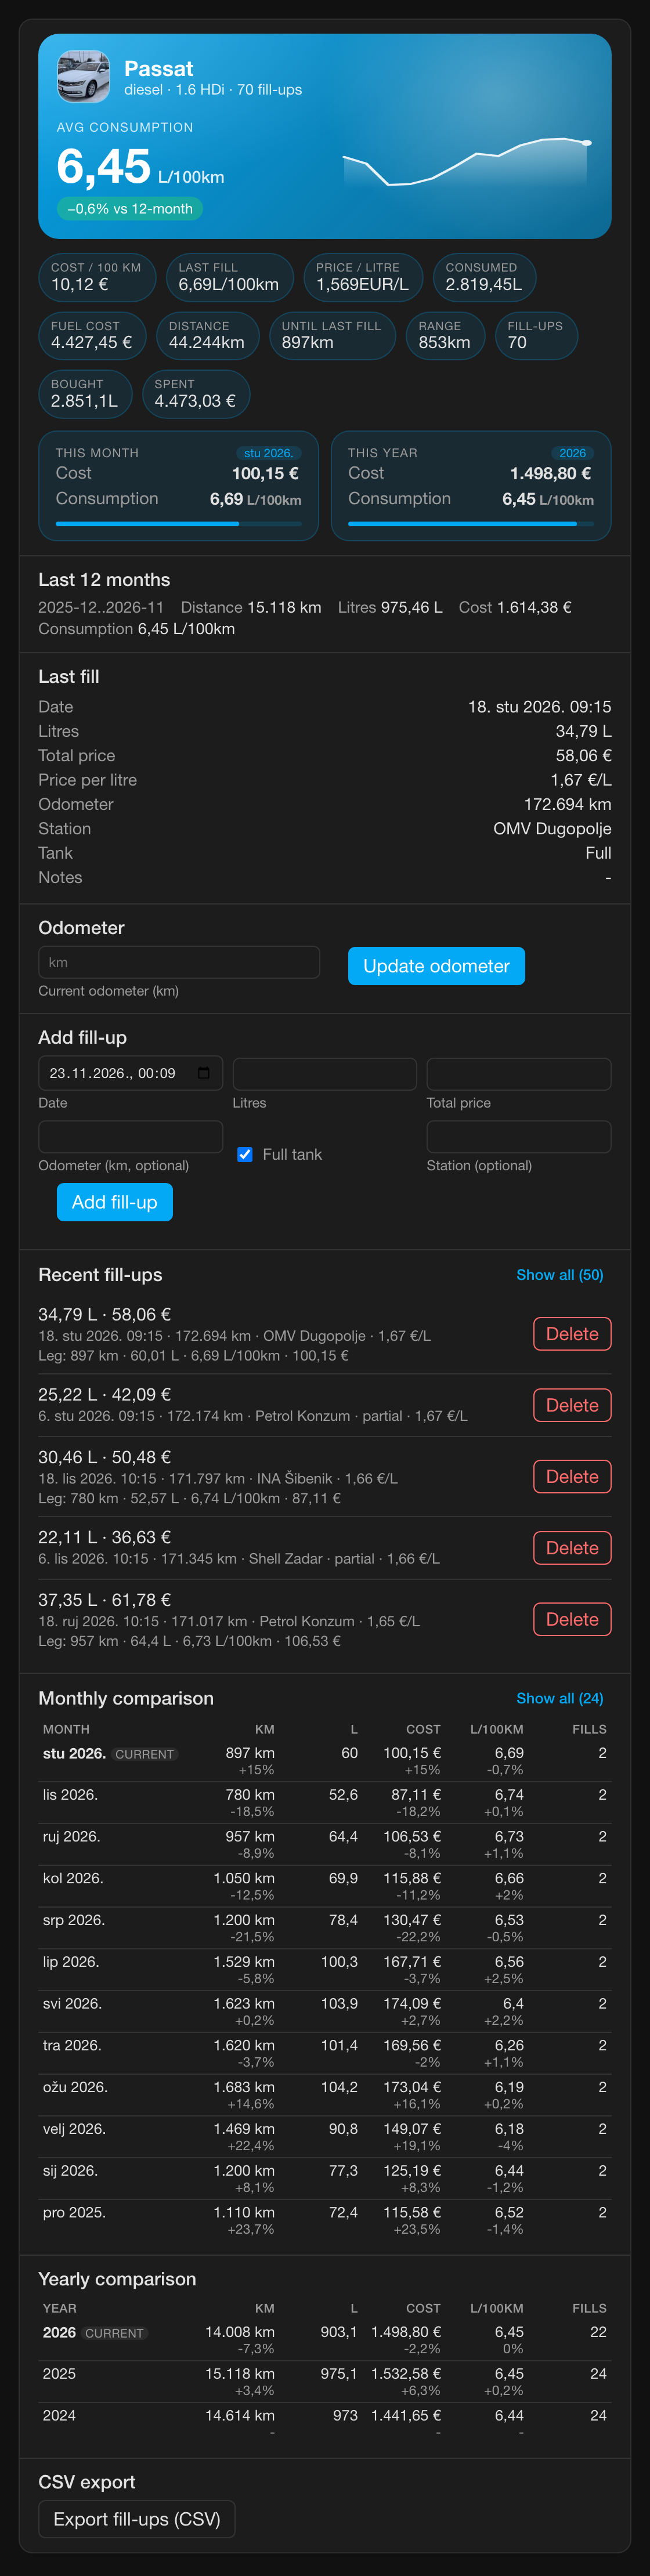 Passat
diesel · 1.6 HDi · 70 fill-ups
AVG CONSUMPTION
6,45 L/100km
−0,6% vs 12-month
COST / 100 KM
10,12 €
LAST FILL
6,69L/100km
PRICE / LITRE
1,569EUR/L
CONSUMED
2.819,45L
FUEL COST
4.427,45 €
DISTANCE
44.244km
UNTIL LAST FILL
897km
RANGE
853km
FILL-UPS
70
BOUGHT
2.851,1L
SPENT
4.473,03 €
THIS MONTH stu 2026.
Cost 100,15 €
Consumption 6,69 L/100km
THIS YEAR 2026
Cost 1.498,80 €
Consumption 6,45 L/100km
Last 12 months
2025-12..2026-11 Distance 15.118 km Litres 975,46 L Cost 1.614,38 €
Consumption 6,45 L/100km
Last fill
Date 18. stu 2026. 09:15
Litres 34,79 L
Total price 58,06 €
Price per litre 1,67 €/L
Odometer 172.694 km
Station OMV Dugopolje
Tank Full
Notes -
Odometer
km
Update odometer
Current odometer (km)
Add fill-up
23.11.2026., 00:09
Date Litres Total price
Full tank
Odometer (km, optional) Station (optional)
Add fill-up
Recent fill-ups Show all (50)
34,79 L · 58,06 €
18. stu 2026. 09:15 · 172.694 km · OMV Dugopolje · 1,67 €/L
Leg: 897 km · 60,01 L · 6,69 L/100km · 100,15 €
Delete
25,22 L · 42,09 €
6. stu 2026. 09:15 · 172.174 km · Petrol Konzum · partial · 1,67 €/L
Delete
30,46 L · 50,48 €
18. lis 2026. 10:15 · 171.797 km · INA Šibenik · 1,66 €/L
Leg: 780 km · 52,57 L · 6,74 L/100km · 87,11 €
Delete
22,11 L · 36,63 €
6. lis 2026. 10:15 · 171.345 km · Shell Zadar · partial · 1,66 €/L
Delete
37,35 L · 61,78 €
18. ruj 2026. 10:15 · 171.017 km · Petrol Konzum · 1,65 €/L
Leg: 957 km · 64,4 L · 6,73 L/100km · 106,53 €
Delete
Monthly comparison Show all (24)
MONTH KM L COST L/100KM FILLS
stu 2026. CURRENT 897 km 60 100,15 € 6,69 2
+15% +15% -0,7%
lis 2026. 780 km 52,6 87,11 € 6,74 2
-18,5% -18,2% +0,1%
ruj 2026. 957 km 64,4 106,53 € 6,73 2
-8,9% -8,1% +1,1%
kol 2026. 1.050 km 69,9 115,88 € 6,66 2
-12,5% -11,2% +2%
srp 2026. 1.200 km 78,4 130,47 € 6,53 2
-21,5% -22,2% -0,5%
lip 2026. 1.529 km 100,3 167,71 € 6,56 2
-5,8% -3,7% +2,5%
svi 2026. 1.623 km 103,9 174,09 € 6,4 2
+0,2% +2,7% +2,2%
tra 2026. 1.620 km 101,4 169,56 € 6,26 2
-3,7% -2% +1,1%
ožu 2026. 1.683 km 104,2 173,04 € 6,19 2
+14,6% +16,1% +0,2%
velj 2026. 1.469 km 90,8 149,07 € 6,18 2
+22,4% +19,1% -4%
sij 2026. 1.200 km 77,3 125,19 € 6,44 2
+8,1% +8,3% -1,2%
pro 2025. 1.110 km 72,4 115,58 € 6,52 2
+23,7% +23,5% -1,4%
Yearly comparison
YEAR KM L COST L/100KM FILLS
2026 CURRENT 14.008 km 903,1 1.498,80 € 6,45 22
-7,3% -2,2% 0%
2025 15.118 km 975,1 1.532,58 € 6,45 24
+3,4% +6,3% +0,2%
2024 14.614 km 973 1.441,65 € 6,44 24
- - -
CSV export
Export fill-ups (CSV)